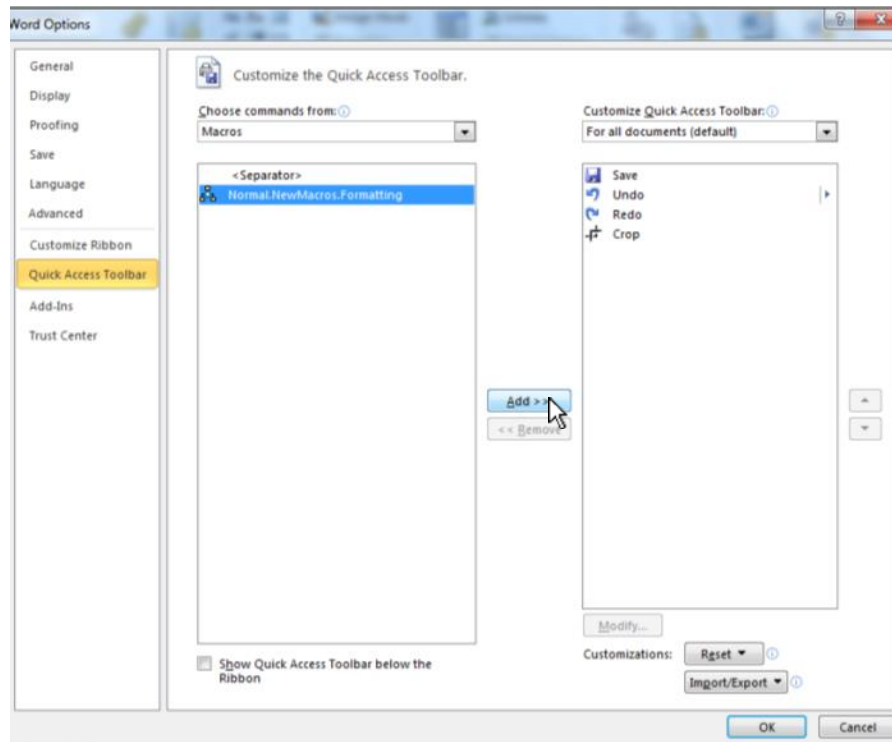 Word Options
General
Display
Proofing
Save
Language
Advanced
Customize Ribbon
Quick Access Toolbar
Add-Ins
Trust Center
Customize the Quick Access Toolbar.
Choose commands from:
Macros
<Separator>
Normal.NewMacros.Formatting
Show Quick Access Toolbar below the
Ribbon
Add >>
<< Remove
Customize Quick Access Toolbar:
For all documents (default)
Save
Undo
Redo
Crop
Modify...
Customizations:
Reset
Import/Export
OK
Cancel